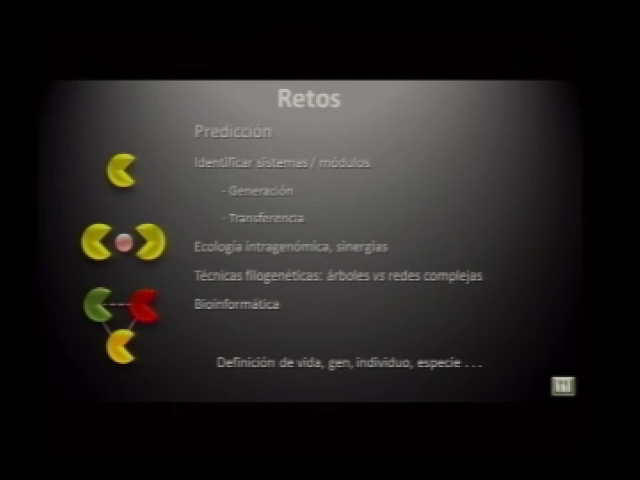 Retos
Predicción
Identificar sistemas / módulos
- Generación
- Transferencia
Ecología intragenómica, sinergias
Técnicas filogenéticas: árboles vs redes complejas
Bioinformática
Definición de vida, gen, individuo, especie . . .